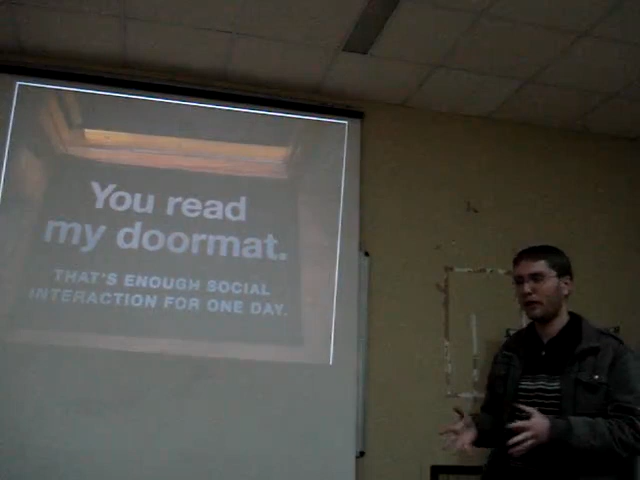 You read
my doormat.
THAT'S ENOUGH SOCIAL
INTERACTION FOR ONE DAY.